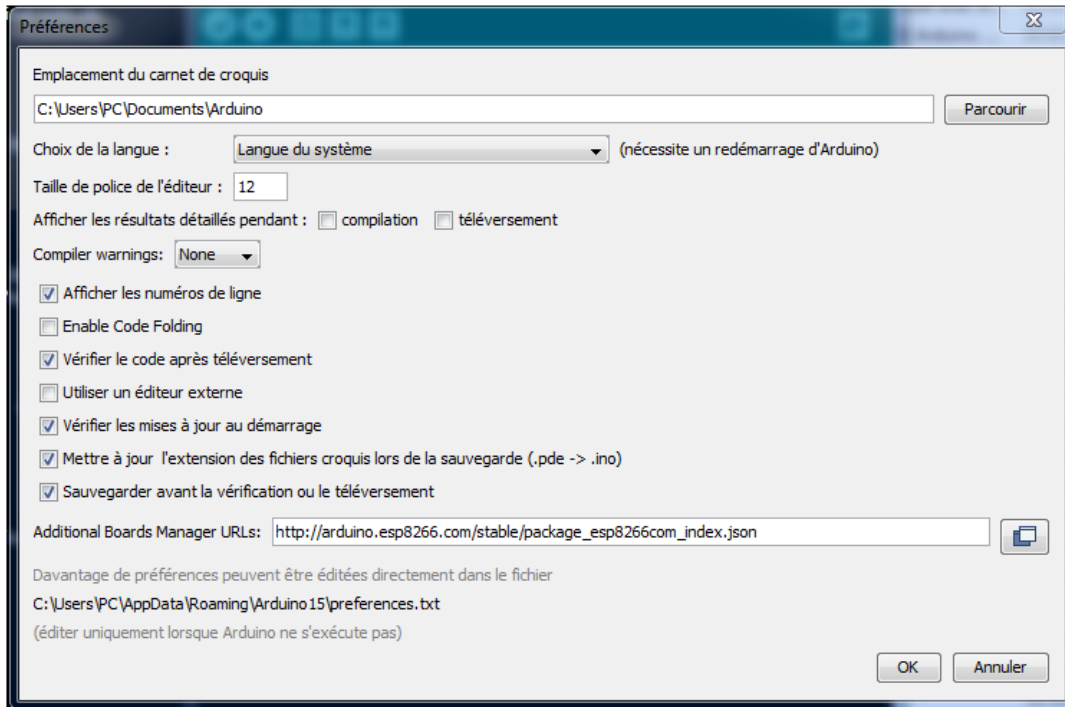 Préférences
Emplacement du carnet de croquis
C:\Users\PC\Documents\Arduino Parcourir
Choix de la langue : Langue du système (nécessite un redémarrage d'Arduino)
Taille de police de l'éditeur : 12
Afficher les résultats détaillés pendant : compilation téléversement
Compiler warnings: None
Afficher les numéros de ligne
Enable Code Folding
Vérifier le code après téléversement
Utiliser un éditeur externe
Vérifier les mises à jour au démarrage
Mettre à jour l'extension des fichiers croquis lors de la sauvegarde (.pde -> .ino)
Sauvegarder avant la vérification ou le téléversement
Additional Boards Manager URLs: http://arduino.esp8266.com/stable/package_esp8266com_index.json
Davantage de préférences peuvent être éditées directement dans le fichier
C:\Users\PC\AppData\Roaming\Arduino15\preferences.txt
(éditer uniquement lorsque Arduino ne s'exécute pas)
OK Annuler